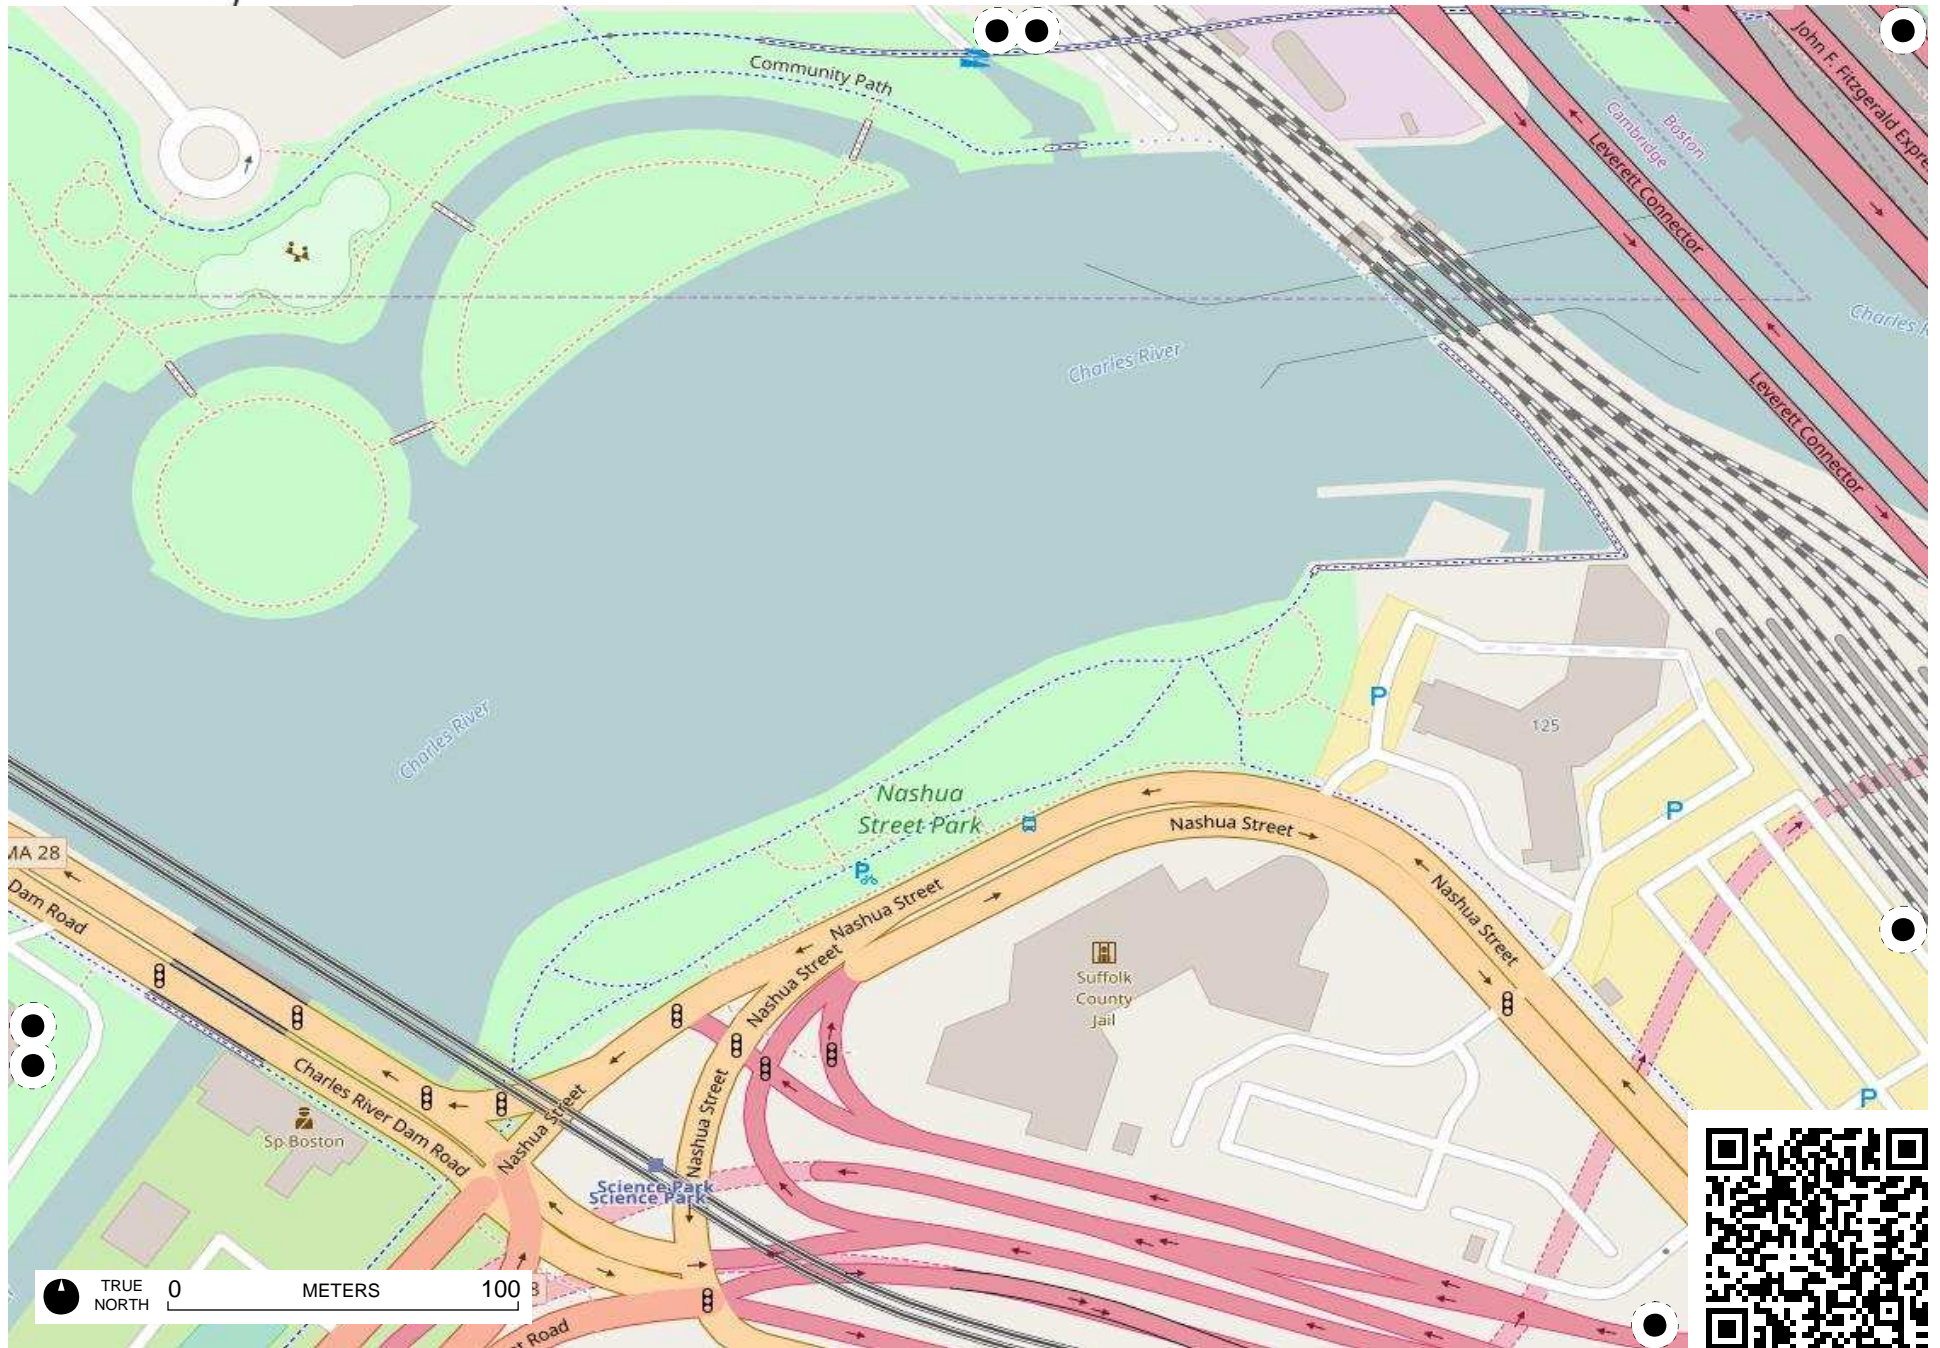 Community Path
John F. Fitzgerald Expre
Boston
Cambridge
Leverett Connector
Charles R
Charles River
Leverett Connector
P
125
Charles River
Nashua
Street Park
P
Nashua Street
P
MA 28
Dam Road
Nashua Street
Nashua Street
Nashua Street
Suffolk
County
Jail
Charles River Dam Road
Nashua Street
Nashua Street
P
Sp Boston
Science Park
Science Park
TRUE
NORTH
0
METERS
100
8
t Road